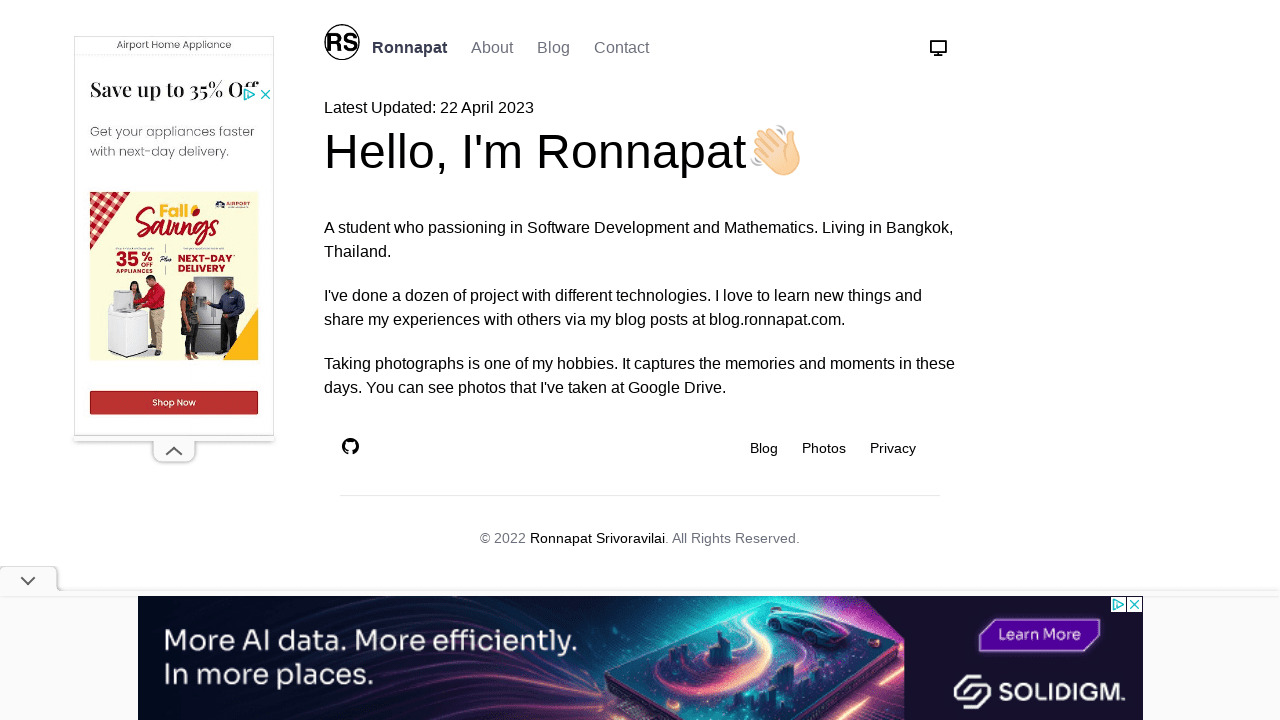 Airport Home Appliance
Save up to 35% Off
Get your appliances faster
with next-day delivery.
AIRPORT
Fall
Savings
35% OFF
APPLIANCES
Plus
NEXT-DAY
DELIVERY
Shop Now
RS
Ronnapat
About
Blog
Contact
Latest Updated: 22 April 2023
Hello, I'm Ronnapat👋🏻
A student who passioning in Software Development and Mathematics. Living in Bangkok,
Thailand.
I've done a dozen of project with different technologies. I love to learn new things and
share my experiences with others via my blog posts at blog.ronnapat.com.
Taking photographs is one of my hobbies. It captures the memories and moments in these
days. You can see photos that I've taken at Google Drive.
Blog
Photos
Privacy
© 2022 Ronnapat Srivoravilai. All Rights Reserved.
More AI data. More efficiently.
In more places.
Learn More
SOLIDIGM.